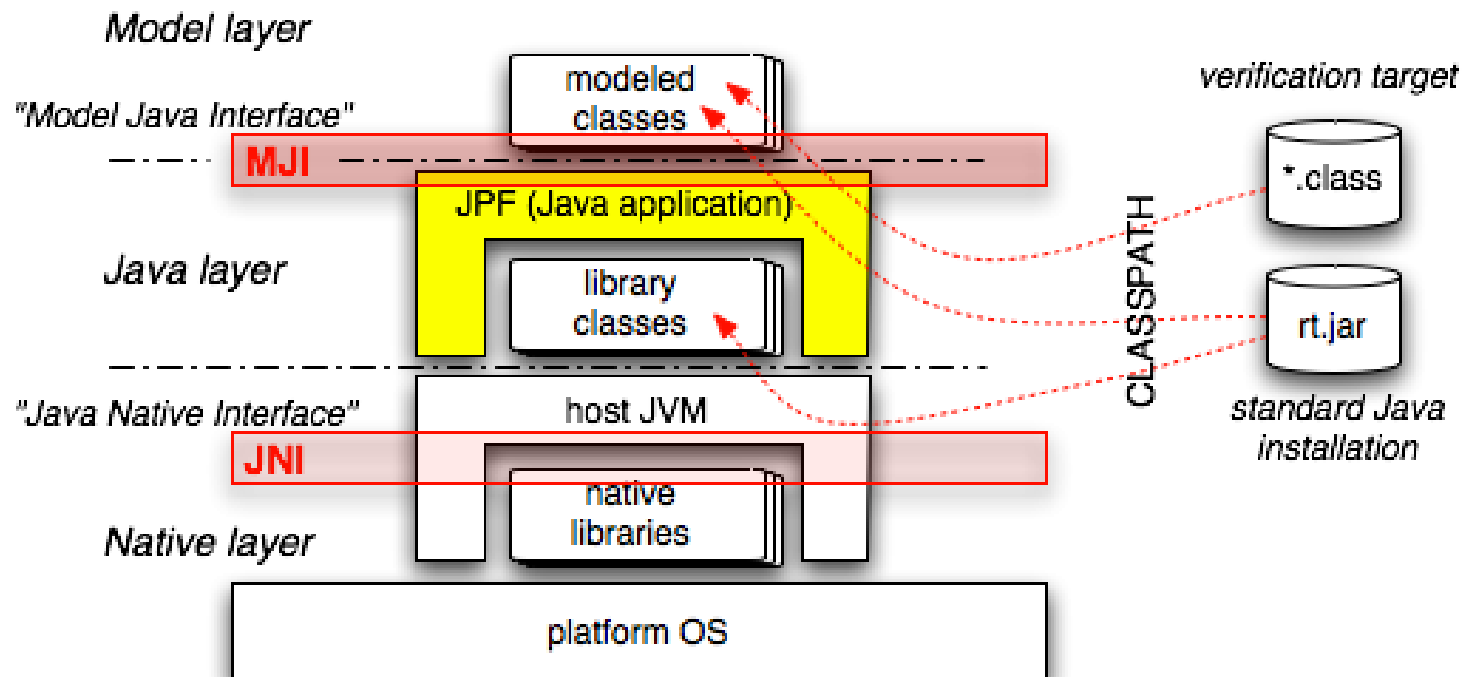 Model layer
modeled
classes
verification target
"Model Java Interface"
MJI
*.class
JPF (Java application)
CLASSPATH
Java layer
library
classes
rt.jar
"Java Native Interface"
host JVM
standard Java
installation
JNI
native
libraries
Native layer
platform OS